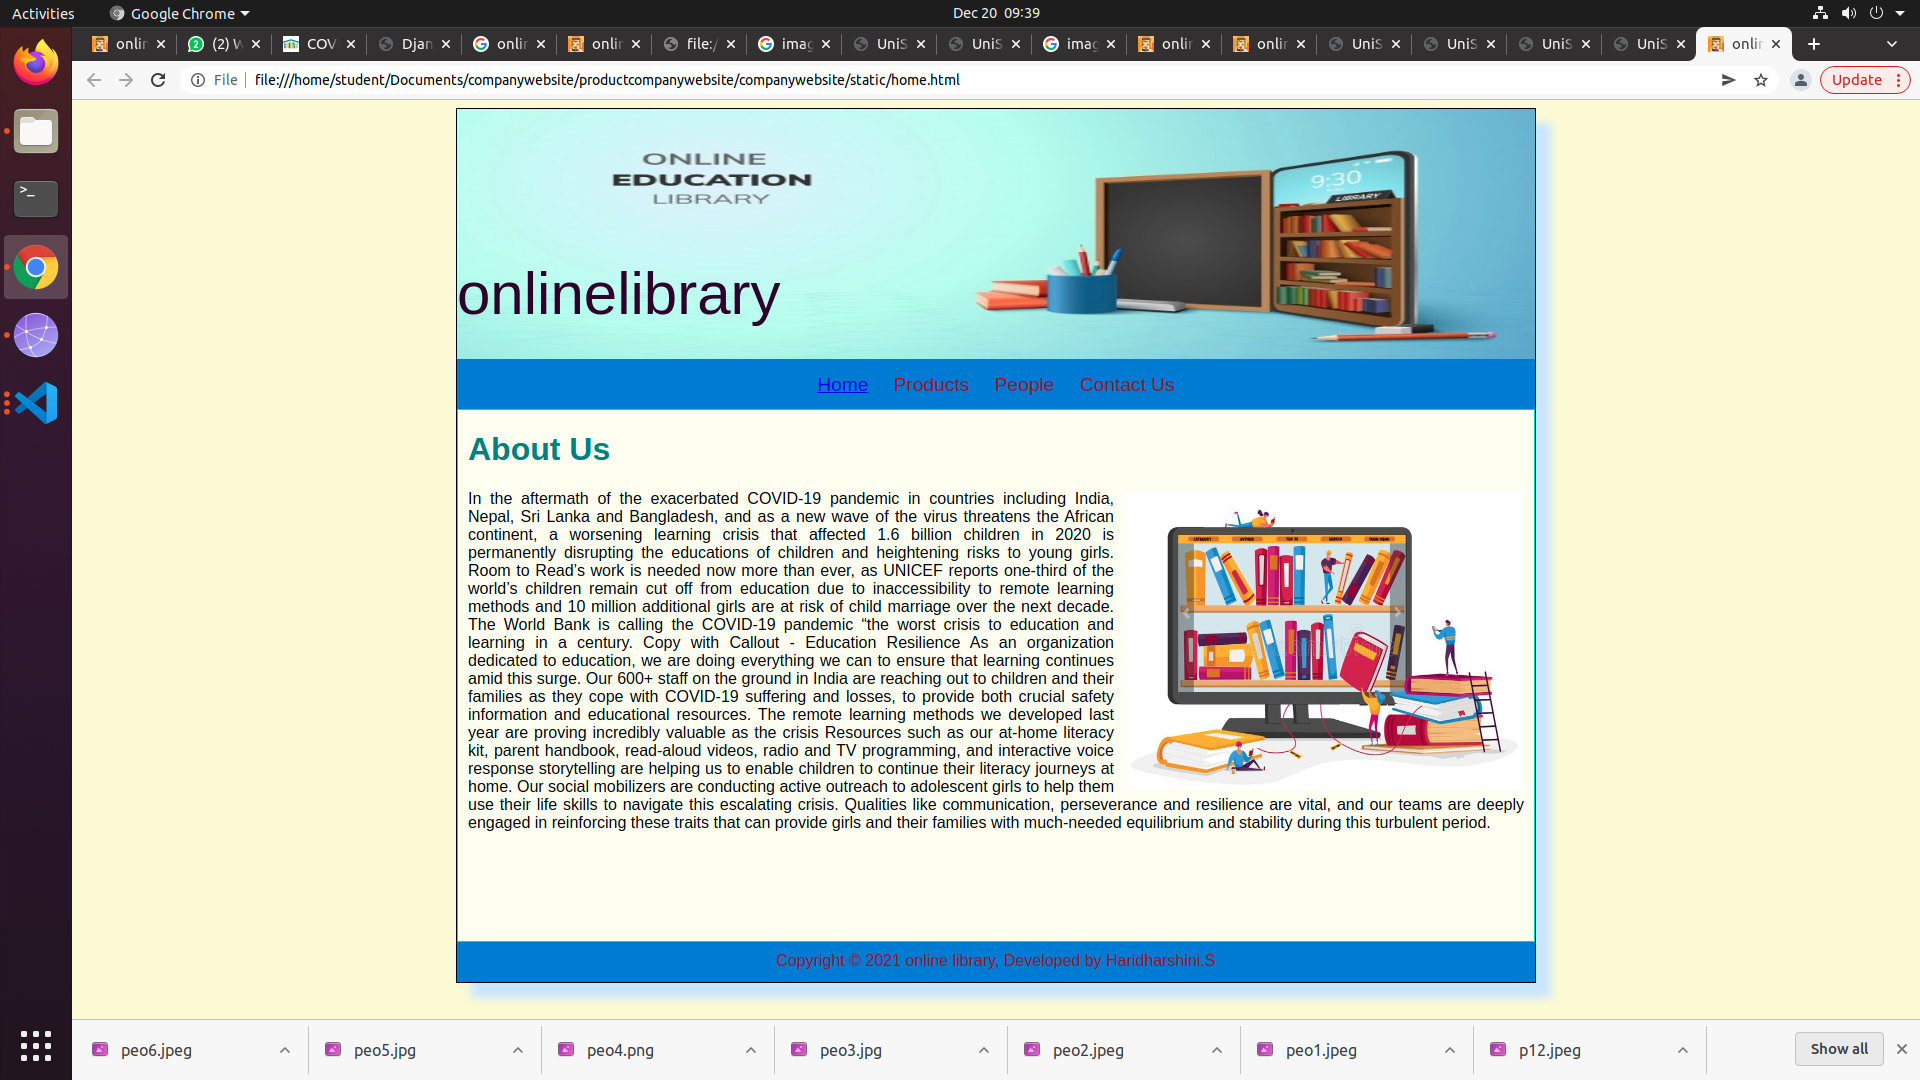 Activities Google Chrome Dec 20 09:39
onlin (2) W COV Djan onlin onlin file:/ imag UniS UniS imag onlin onlin UniS UniS UniS UniS onlin
File file:///home/student/Documents/companywebsite/productcompanywebsite/companywebsite/static/home.html Update
ONLINE
EDUCATION
LIBRARY
9:30
LIBRARY
onlinelibrary
Home Products People Contact Us
About Us
In the aftermath of the exacerbated COVID-19 pandemic in countries including India,
Nepal, Sri Lanka and Bangladesh, and as a new wave of the virus threatens the African
continent, a worsening learning crisis that affected 1.6 billion children in 2020 is
permanently disrupting the educations of children and heightening risks to young girls.
Room to Read’s work is needed now more than ever, as UNICEF reports one-third of the
world’s children remain cut off from education due to inaccessibility to remote learning
methods and 10 million additional girls are at risk of child marriage over the next decade.
The World Bank is calling the COVID-19 pandemic “the worst crisis to education and
learning in a century. Copy with Callout - Education Resilience As an organization
dedicated to education, we are doing everything we can to ensure that learning continues
amid this surge. Our 600+ staff on the ground in India are reaching out to children and their
families as they cope with COVID-19 suffering and losses, to provide both crucial safety
information and educational resources. The remote learning methods we developed last
year are proving incredibly valuable as the crisis Resources such as our at-home literacy
kit, parent handbook, read-aloud videos, radio and TV programming, and interactive voice
response storytelling are helping us to enable children to continue their literacy journeys at
home. Our social mobilizers are conducting active outreach to adolescent girls to help them
use their life skills to navigate this escalating crisis. Qualities like communication, perseverance and resilience are vital, and our teams are deeply
engaged in reinforcing these traits that can provide girls and their families with much-needed equilibrium and stability during this turbulent period.
CATEGORY AUTHOR TOP 20 SEARCH MAIN MENU
Copyright © 2021 online library, Developed by Haridharshini.S
peo6.jpeg peo5.jpg peo4.png peo3.jpg peo2.jpeg peo1.jpeg p12.jpeg Show all